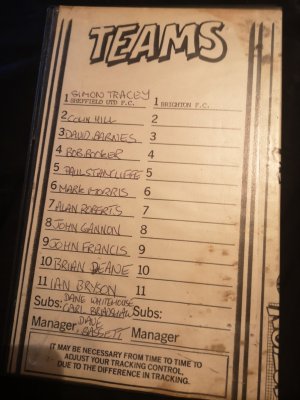 TEAMS
SIMON TRACEY
1 SHEFFIELD UTD F.C. 1 BRIGHTON F.C.
2 COLIN HILL 2
3 DAVID BARNES 3
4 BOB BOOKER 4
5 PAUL STANCLIFFE 5
6 MARK MORRIS 6
7 ALAN ROBERTS 7
8 JOHN GANNON 8
9 JOHN FRANCIS 9
10 BRIAN DEANE 10
11 IAN BRYSON 11
Subs: DANE WHITEHOUSE CARL BRADSHAW Subs:
Manager DAVE BASSETT Manager
IT MAY BE NECESSARY FROM TIME TO TIME TO
ADJUST YOUR TRACKING CONTROL,
DUE TO THE DIFFERENCE IN TRACKING.